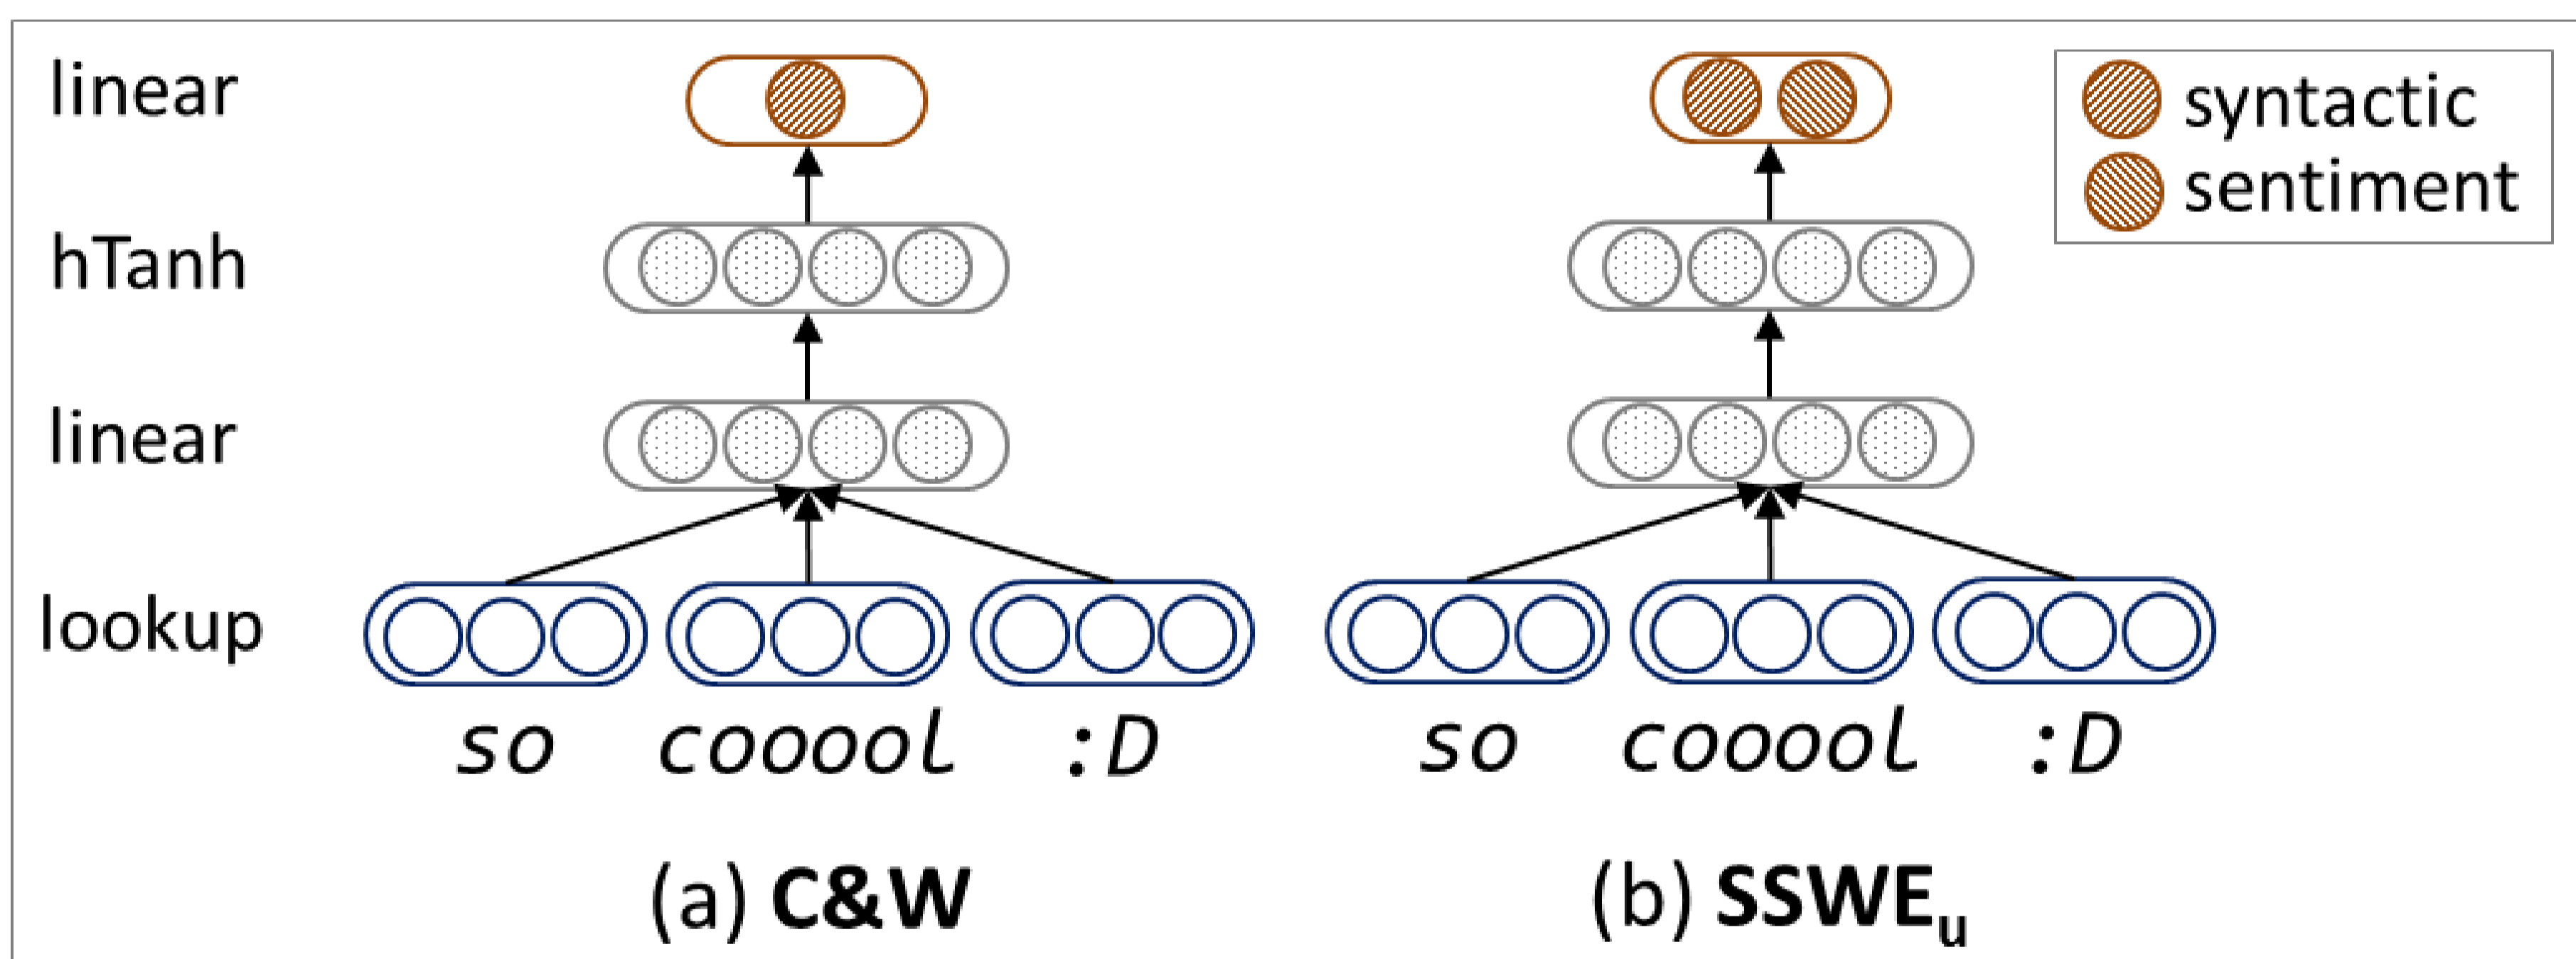 linear
syntactic
sentiment
hTanh
linear
lookup
so cooool :D
so cooool :D
(a) C&W
(b) SSWEu